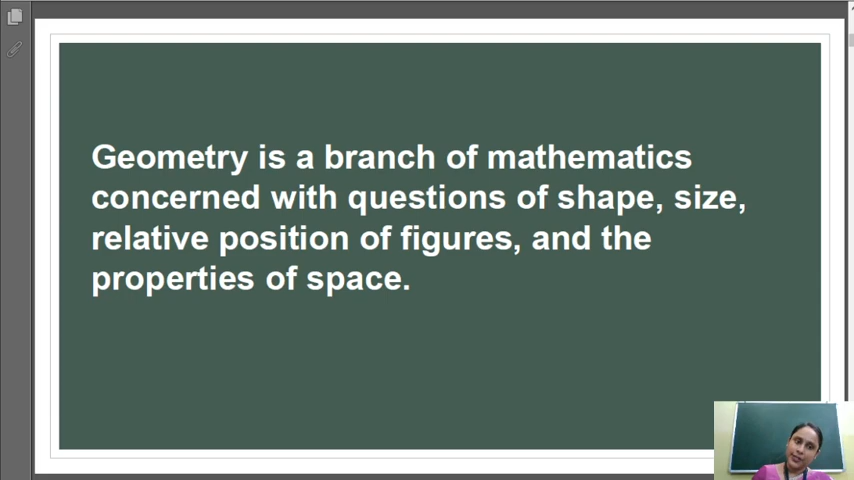 Geometry is a branch of mathematics
concerned with questions of shape, size,
relative position of figures, and the
properties of space.